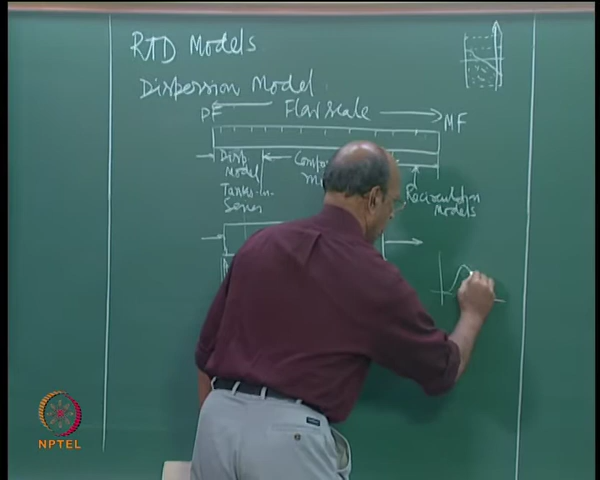 RTD Models
Dispersion Model
PF Flow scale MF
Disp. Model
Tanks-in-Series
Recirculation Models
NPTEL